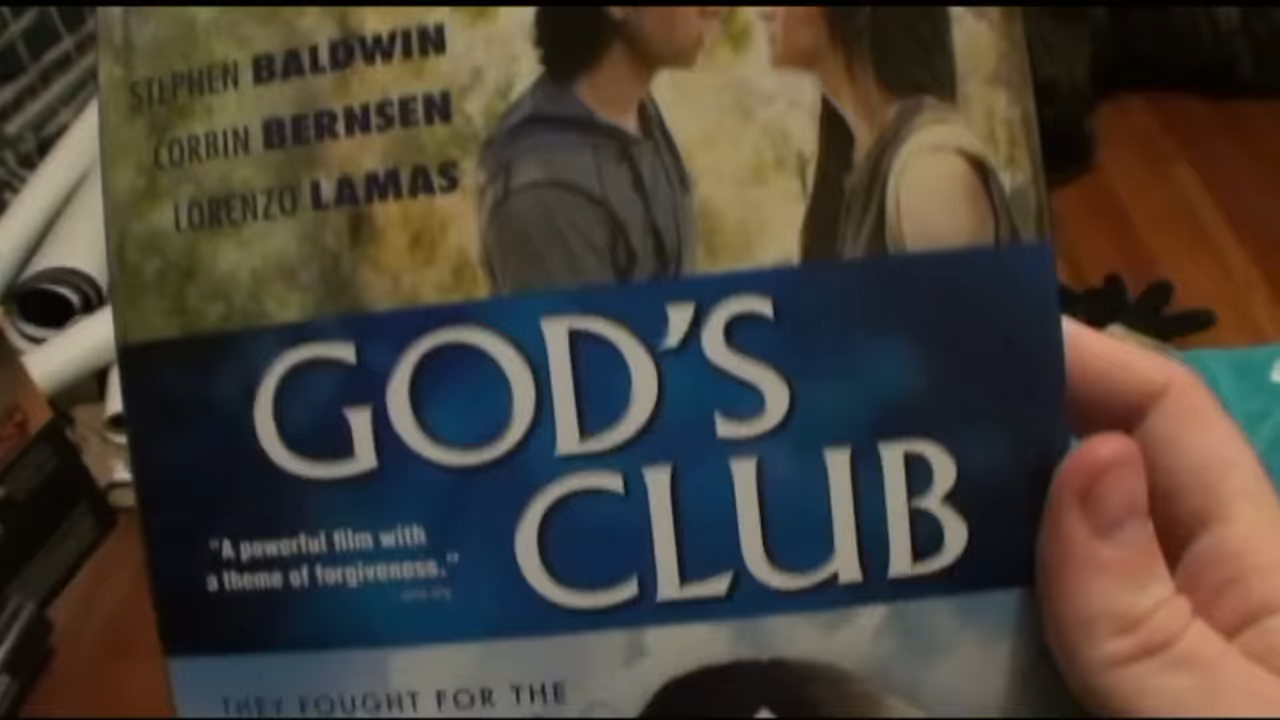 STEPHEN BALDWIN
CORBIN BERNSEN
LORENZO LAMAS
GOD'S
CLUB
"A powerful film with
a theme of forgiveness."
THEY FOUGHT FOR THE